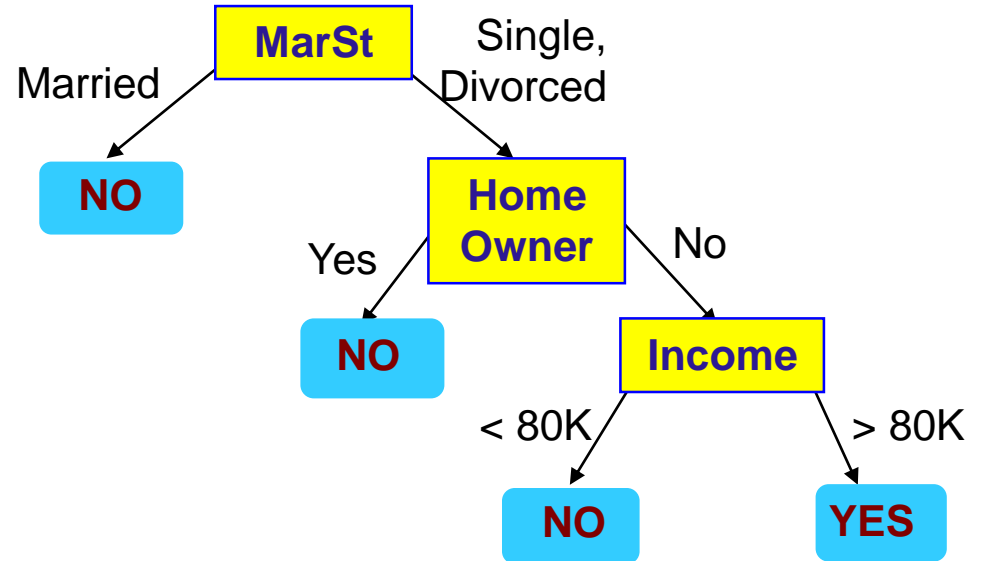 MarSt
Single,
Divorced
Married
NO
Home
Owner
Yes
No
NO
Income
< 80K
> 80K
NO
YES